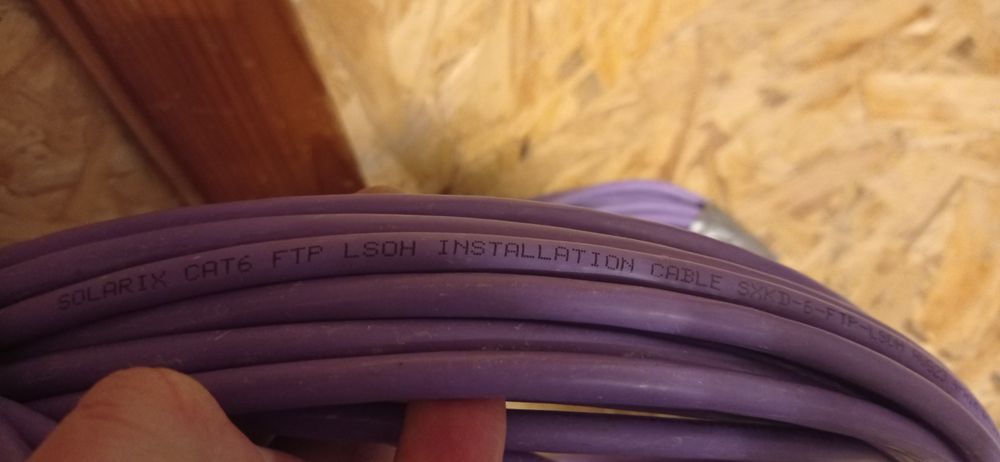 SOLARIX CAT6 FTP LSOH INSTALLATION CABLE SXKD-6-FTP-LSOH